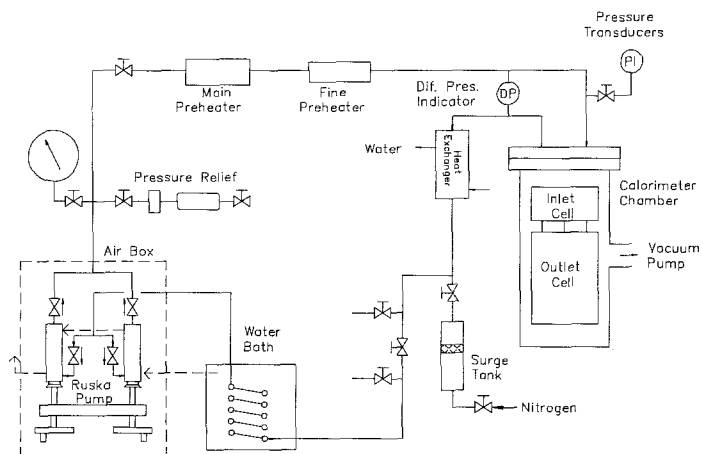 Pressure
Transducers
PI
Main
Preheater
Fine
Preheater
Dif. Pres.
Indicator
DP
Water
Heat
Exchanger
Pressure Relief
Calorimeter
Chamber
Inlet
Cell
Outlet
Cell
Vacuum
Pump
Air Box
Water
Bath
Ruska
Pump
Surge
Tank
Nitrogen